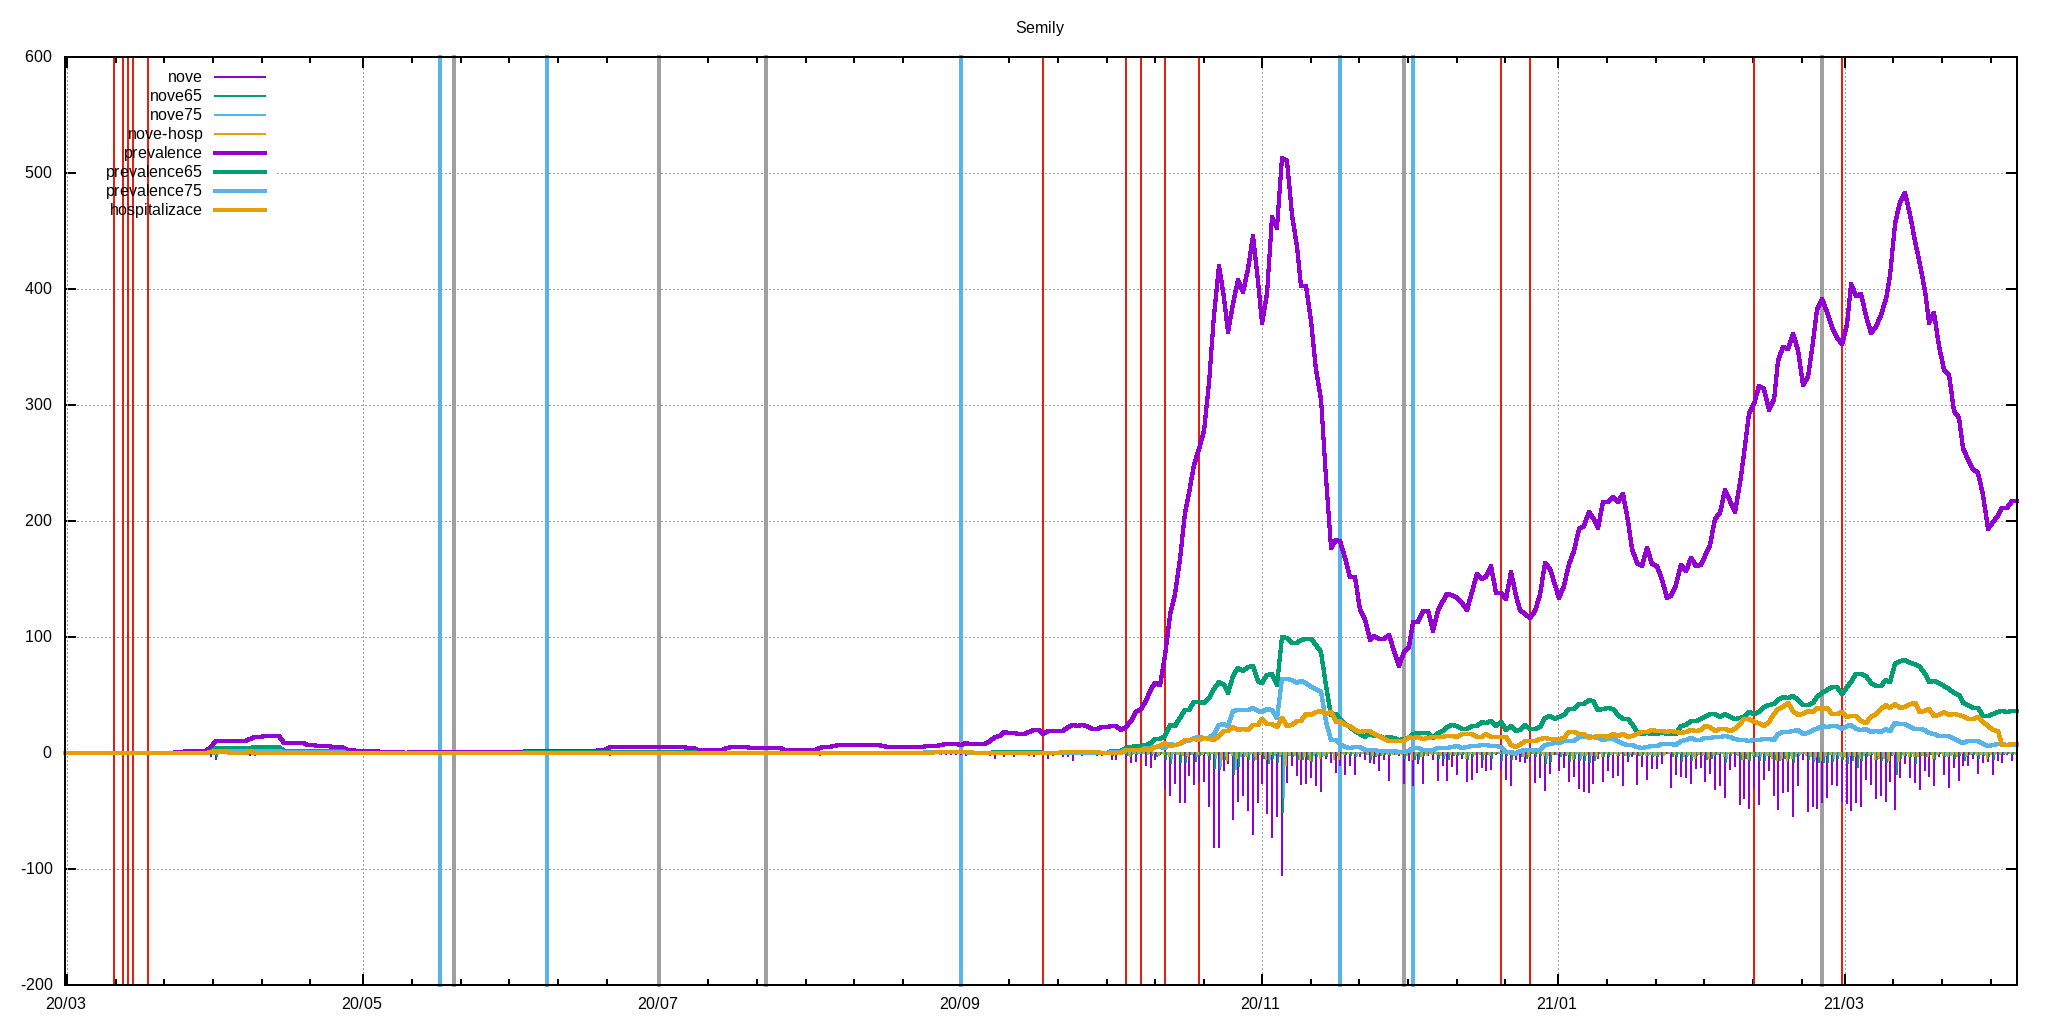 Semily
600
500
400
300
200
100
0
-100
-200
nove
nove65
nove75
nove-hosp
prevalence
prevalence65
prevalence75
hospitalizace
20/03 20/05 20/07 20/09 20/11 21/01 21/03